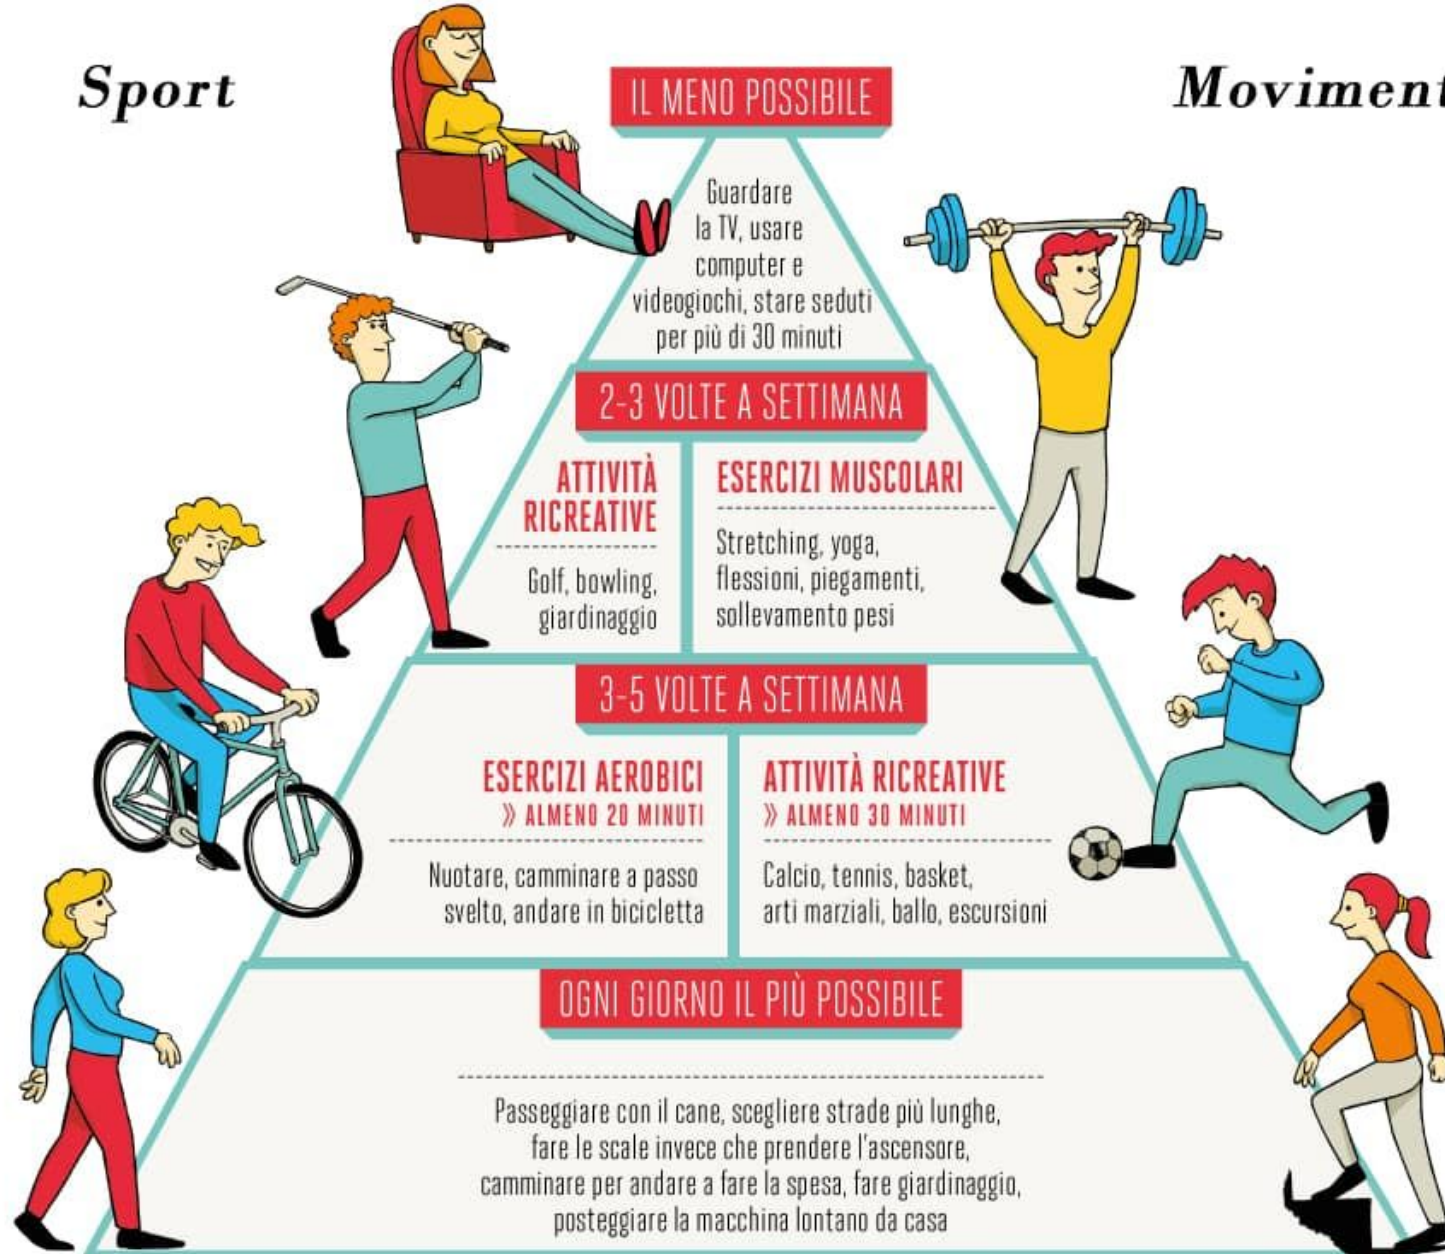 Sport
Moviment
IL MENO POSSIBILE
Guardare
la TV, usare
computer e
videogiochi, stare seduti
per più di 30 minuti
2-3 VOLTE A SETTIMANA
ATTIVITÀ
RICREATIVE
Golf, bowling,
giardinaggio
ESERCIZI MUSCOLARI
Stretching, yoga,
flessioni, piegamenti,
sollevamento pesi
3-5 VOLTE A SETTIMANA
ESERCIZI AEROBICI
» ALMENO 20 MINUTI
Nuotare, camminare a passo
svelto, andare in bicicletta
ATTIVITÀ RICREATIVE
» ALMENO 30 MINUTI
Calcio, tennis, basket,
arti marziali, ballo, escursioni
OGNI GIORNO IL PIÙ POSSIBILE
Passeggiare con il cane, scegliere strade più lunghe,
fare le scale invece che prendere l'ascensore,
camminare per andare a fare la spesa, fare giardinaggio,
posteggiare la macchina lontano da casa